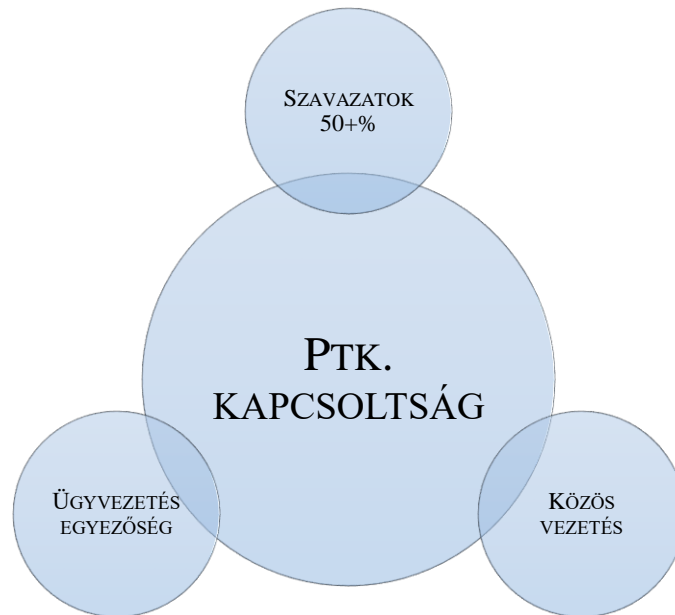 SZAVAZATOK
50+%
PTK.
KAPCSOLTSÁG
ÜGYVEZETÉS
EGYEZŐSÉG
KÖZÖS
VEZETÉS